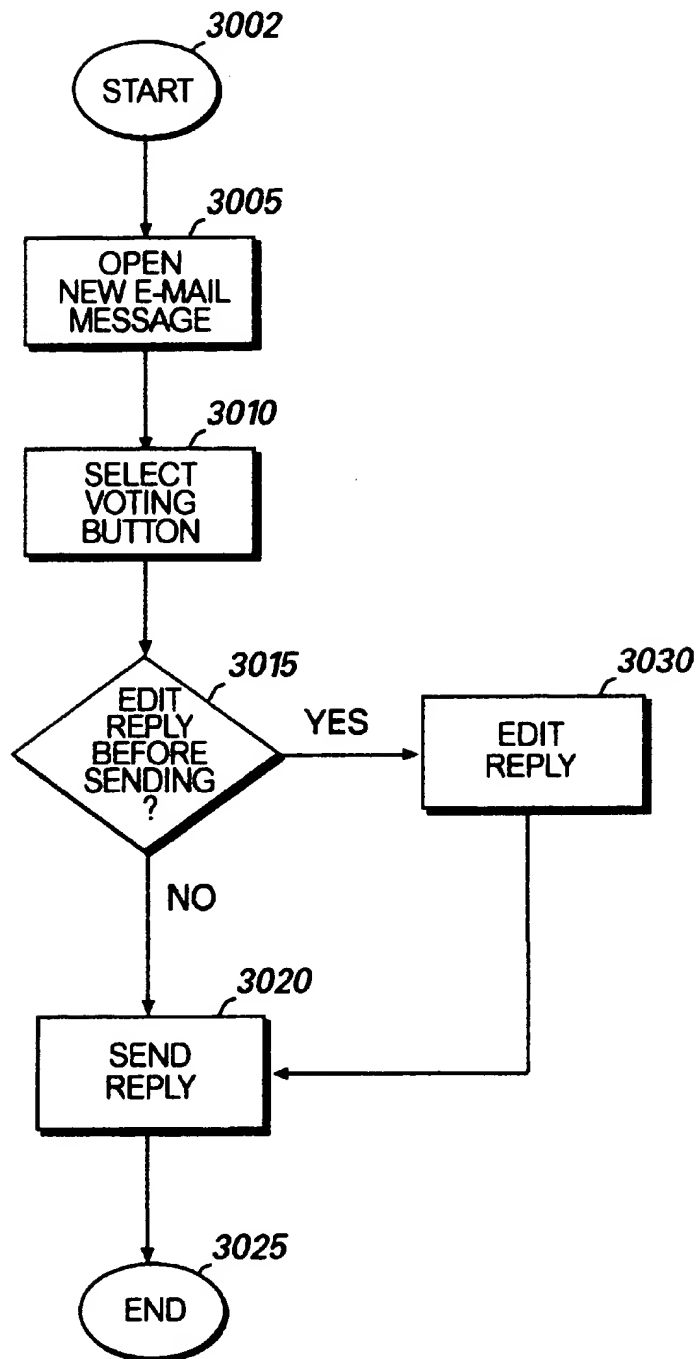 3002
START
3005
OPEN
NEW E-MAIL
MESSAGE
3010
SELECT
VOTING
BUTTON
3015
EDIT
REPLY
BEFORE
SENDING
?
YES
3030
EDIT
REPLY
NO
3020
SEND
REPLY
3025
END